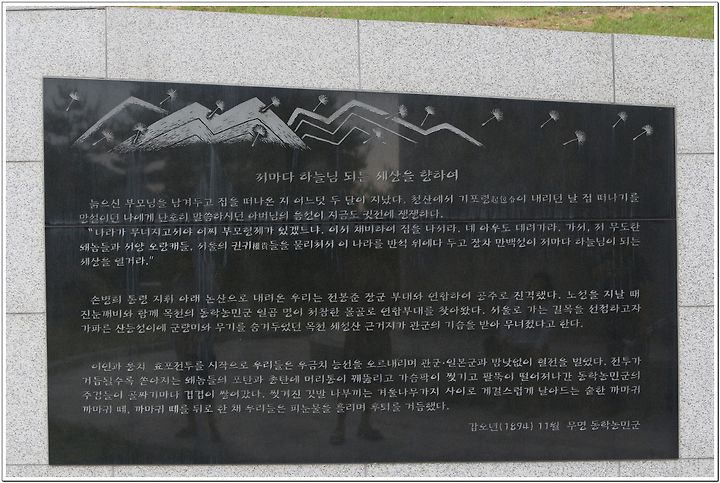 저마다 하늘님 되는 세상을 향하여
늙으신 부모님을 남겨두고 집을 떠나온 지 어느덧 두 달이 지났다. 청산에서 기포령起包令이 내리던 날 집 떠나기를
망설이던 나에게 단호히 말씀하시던 아버님의 음성이 지금도 귓전에 쟁쟁하다.
"나라가 무너지고서야 어찌 부모형제가 있겠느냐. 어서 채비하여 집을 나서라. 네 아우도 데려가라. 가서, 저 무도한
왜놈들과 서양 오랑캐들, 서울의 권귀權貴들을 물리쳐서 이 나라를 반석 위에다 두고 장차 만백성이 저마다 하늘님이 되는
세상을 열거라."
손병희 통령 지휘 아래 논산으로 내려온 우리는 전봉준 장군 부대와 연합하여 공주로 진격했다. 노성을 지날 때
진눈깨비와 함께 목천의 동학농민군 일곱 명이 처참한 몰골로 연합부대를 찾아왔다. 서울로 가는 길목을 선점하고자
가파른 산등성이에 군량미와 무기를 숨겨두었던 목천 세성산 근거지가 관군의 기습을 받아 무너졌다고 한다.
이인과 웅치 효포전투를 시작으로 우리들은 우금치 능선을 오르내리며 관군·일본군과 밤낮없이 혈전을 벌였다. 전투가
거듭될수록 쏟아지는 왜놈들의 포탄과 총탄에 머리통이 꿰뚫리고 가슴팍이 찢기고 팔뚝이 떨어져나간 동학농민군의
주검들이 골짜기마다 겹겹이 쌓여갔다. 찢겨진 깃발 나부끼는 겨울나무가지 사이로 게걸스럽게 날아드는 숱한 까마귀
까마귀 떼, 까마귀 떼를 뒤로 한 채 우리들은 피눈물을 흘리며 후퇴를 거듭했다.
갑오년(1894) 11월 무명 동학농민군